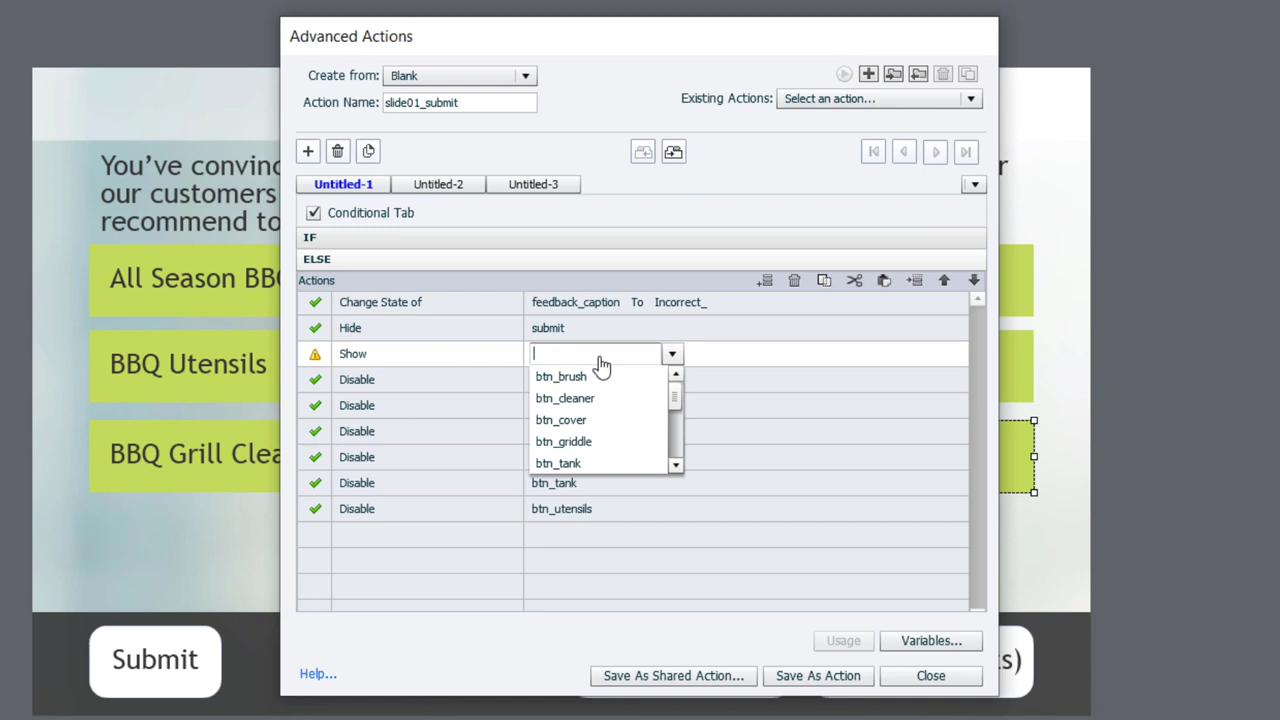 Advanced Actions
Create from: Blank
Action Name: slide01_submit
Existing Actions: Select an action...
Untitled-1 Untitled-2 Untitled-3
Conditional Tab
IF
ELSE
Actions
Change State of feedback_caption To Incorrect_
Hide submit
Show
btn_brush
btn_cleaner
btn_cover
btn_griddle
btn_tank
Disable
Disable
Disable
Disable
Disable btn_tank
Disable btn_utensils
Usage Variables...
Help... Save As Shared Action... Save As Action Close
You’ve convinc
our customers
recommend to
All Season BB
BBQ Utensils
BBQ Grill Clea
Submit
s)